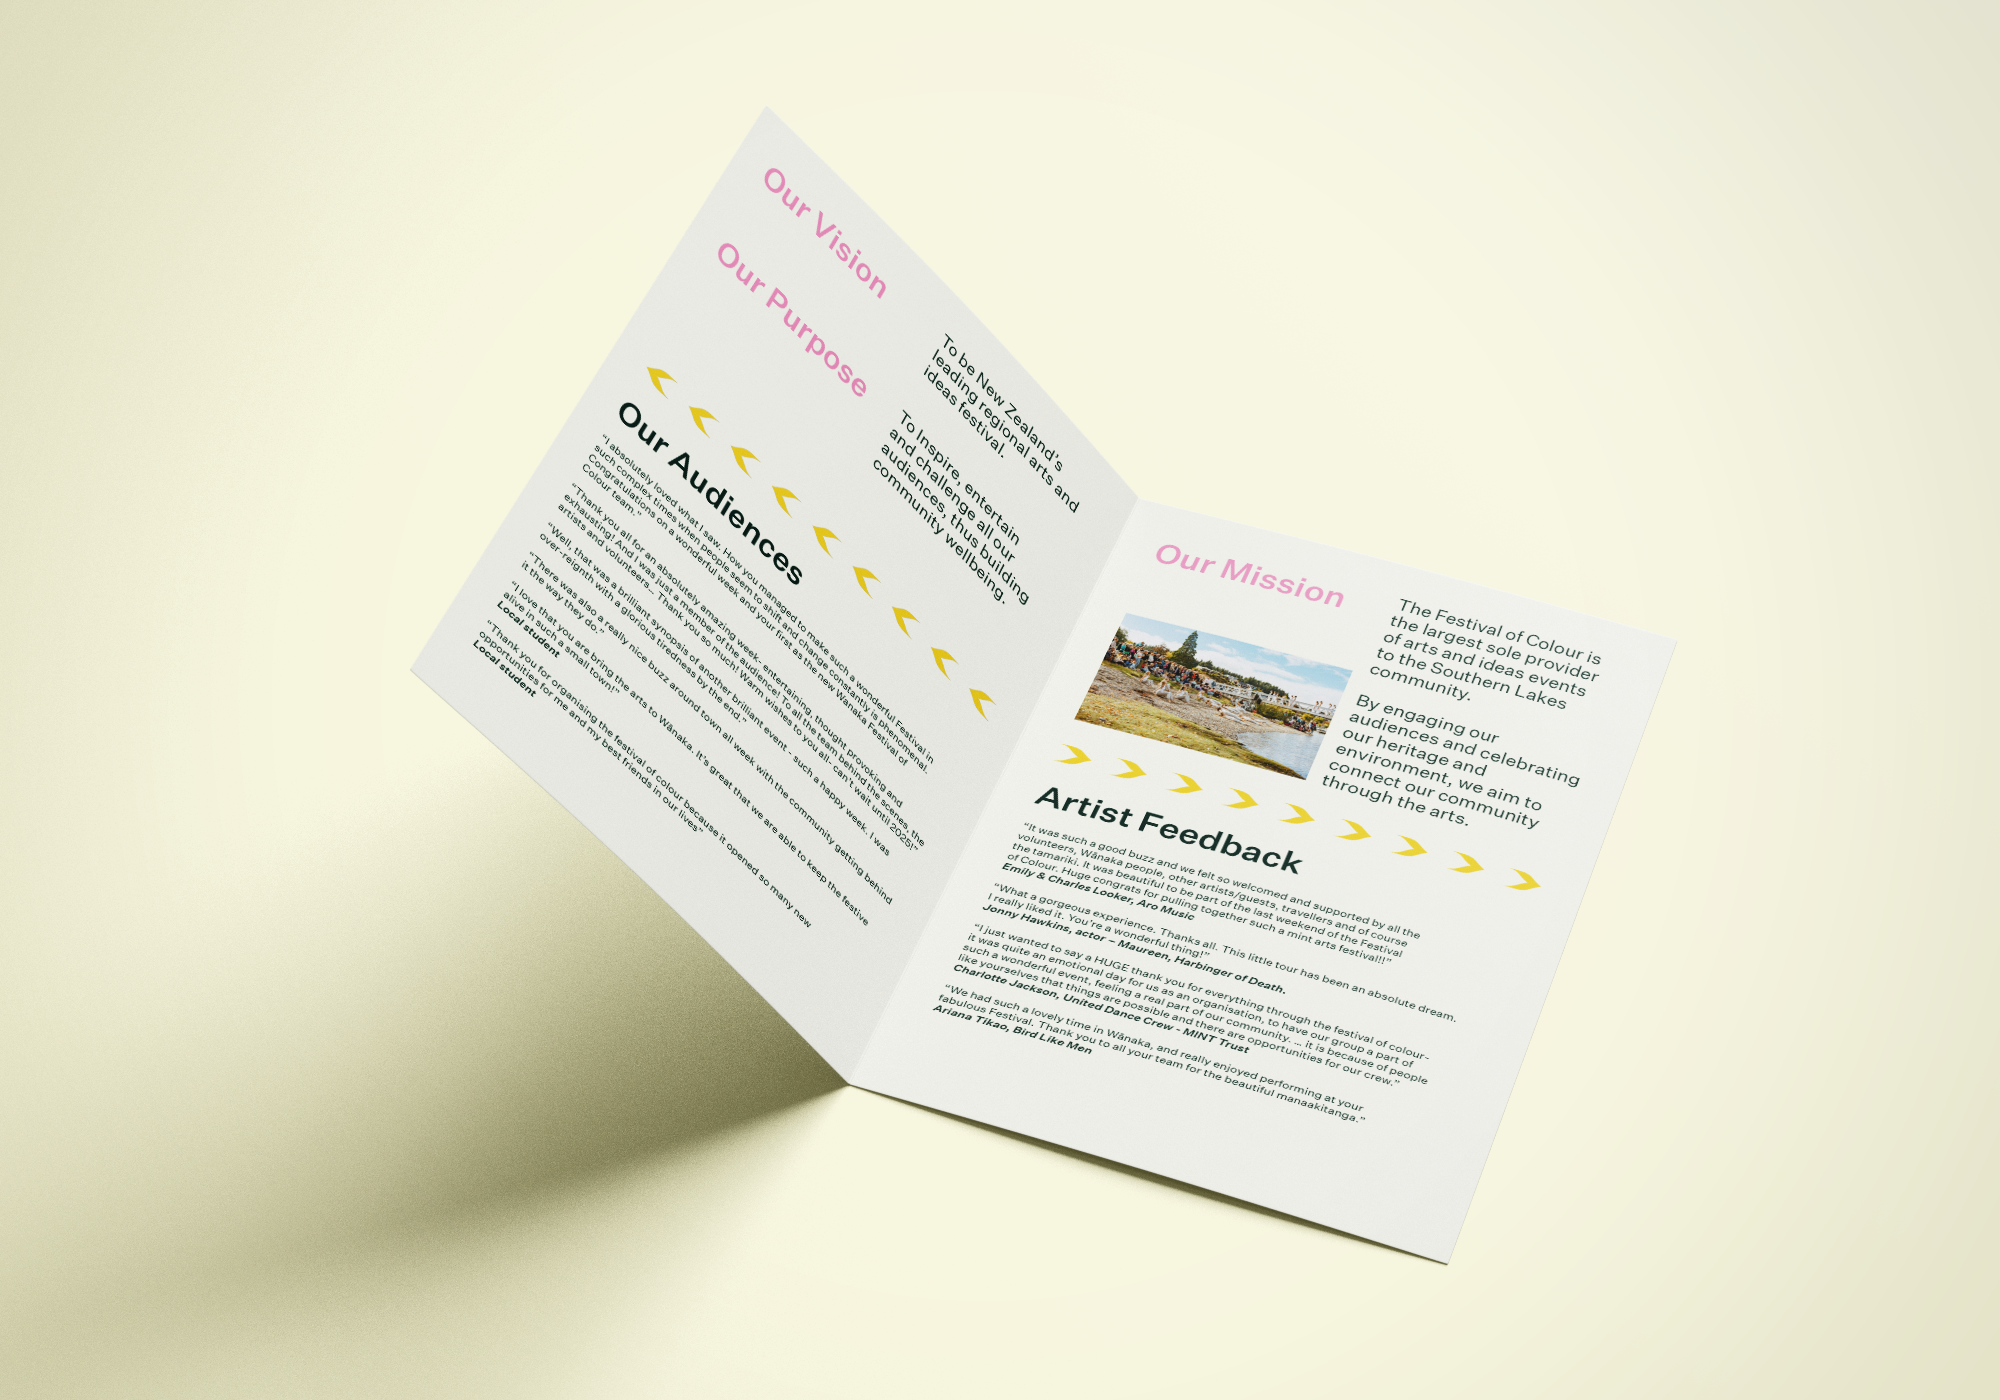 Our Vision
To be New Zealand's
leading regional arts and
ideas festival.
Our Purpose
To Inspire, entertain
and challenge all our
audiences, thus building
community wellbeing.
Our Audiences
“I absolutely loved what I saw. How you managed to make such a wonderful Festival in
such complex times when people seem to shift and change constantly is phenomenal.
Congratulations on a wonderful week and your first as the new Wanaka Festival of
Colour team.”
“Thank you all for an absolutely amazing week. entertaining, thought provoking and
exhausting! And I was just a member of the audience! To all the team behind the scenes, the
artists and volunteers... Thank you so much! Warm wishes to you all- can't wait until 2025!”
“Well, that was a brilliant synopsis of another brilliant event - such a happy week. I was
over-reignth with a glorious tiredness by the end.”
“There was also a really nice buzz around town all week with the community getting behind
it the way they do.”
“I love that you are bring the arts to Wānaka. It's great that we are able to keep the festive
alive in such a small town!”
Local student
“Thank you for organising the festival of colour because it opened so many new
opportunities for me and my best friends in our lives”
Local student
Our Mission
The Festival of Colour is
the largest sole provider
of arts and ideas events
to the Southern Lakes
community.
By engaging our
audiences and celebrating
our heritage and
environment, we aim to
connect our community
through the arts.
Artist Feedback
“It was such a good buzz and we felt so welcomed and supported by all the
volunteers, Wānaka people, other artists/guests, travellers and of course
the tamariki. It was beautiful to be part of the last weekend of the Festival
of Colour. Huge congrats for pulling together such a mint arts festival!!”
Emily & Charles Looker, Aro Music
“What a gorgeous experience. Thanks all. This little tour has been an absolute dream.
I really liked it. You're a wonderful thing!”
Jonny Hawkins, actor – Maureen, Harbinger of Death.
“I just wanted to say a HUGE thank you for everything through the festival of colour-
it was quite an emotional day for us as an organisation, to have our group a part of
such a wonderful event, feeling a real part of our community. ... it is because of people
like yourselves that things are possible and there are opportunities for our crew.”
Charlotte Jackson, United Dance Crew - MINT Trust
“We had such a lovely time in Wānaka, and really enjoyed performing at your
fabulous Festival. Thank you to all your team for the beautiful manaakitanga.”
Ariana Tikao, Bird Like Men